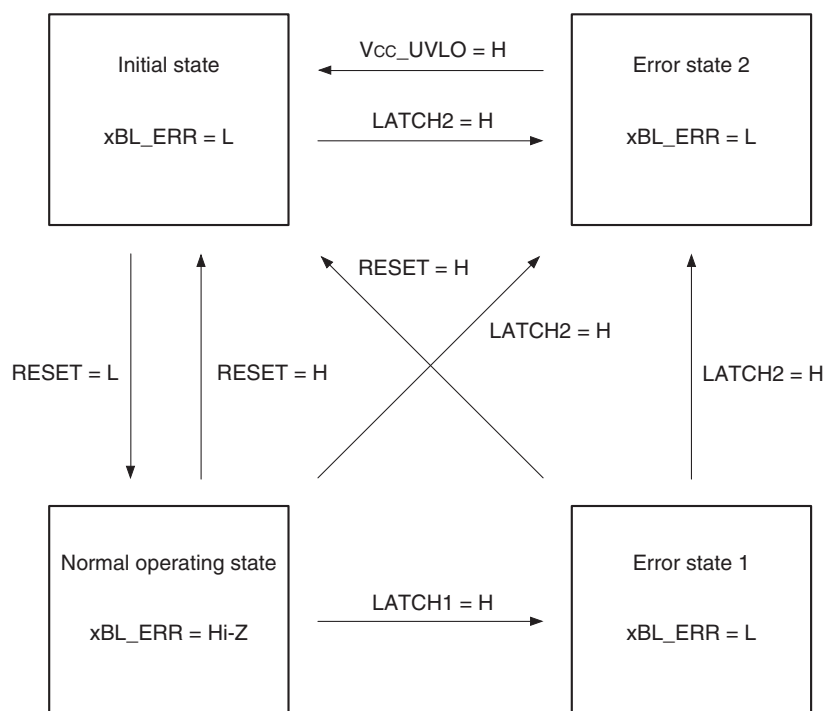 Initial state
xBL_ERR = L
VCC_UVLO = H
LATCH2 = H
Error state 2
xBL_ERR = L
RESET = L
RESET = H
RESET = H
LATCH2 = H
LATCH2 = H
Normal operating state
xBL_ERR = Hi-Z
LATCH1 = H
Error state 1
xBL_ERR = L